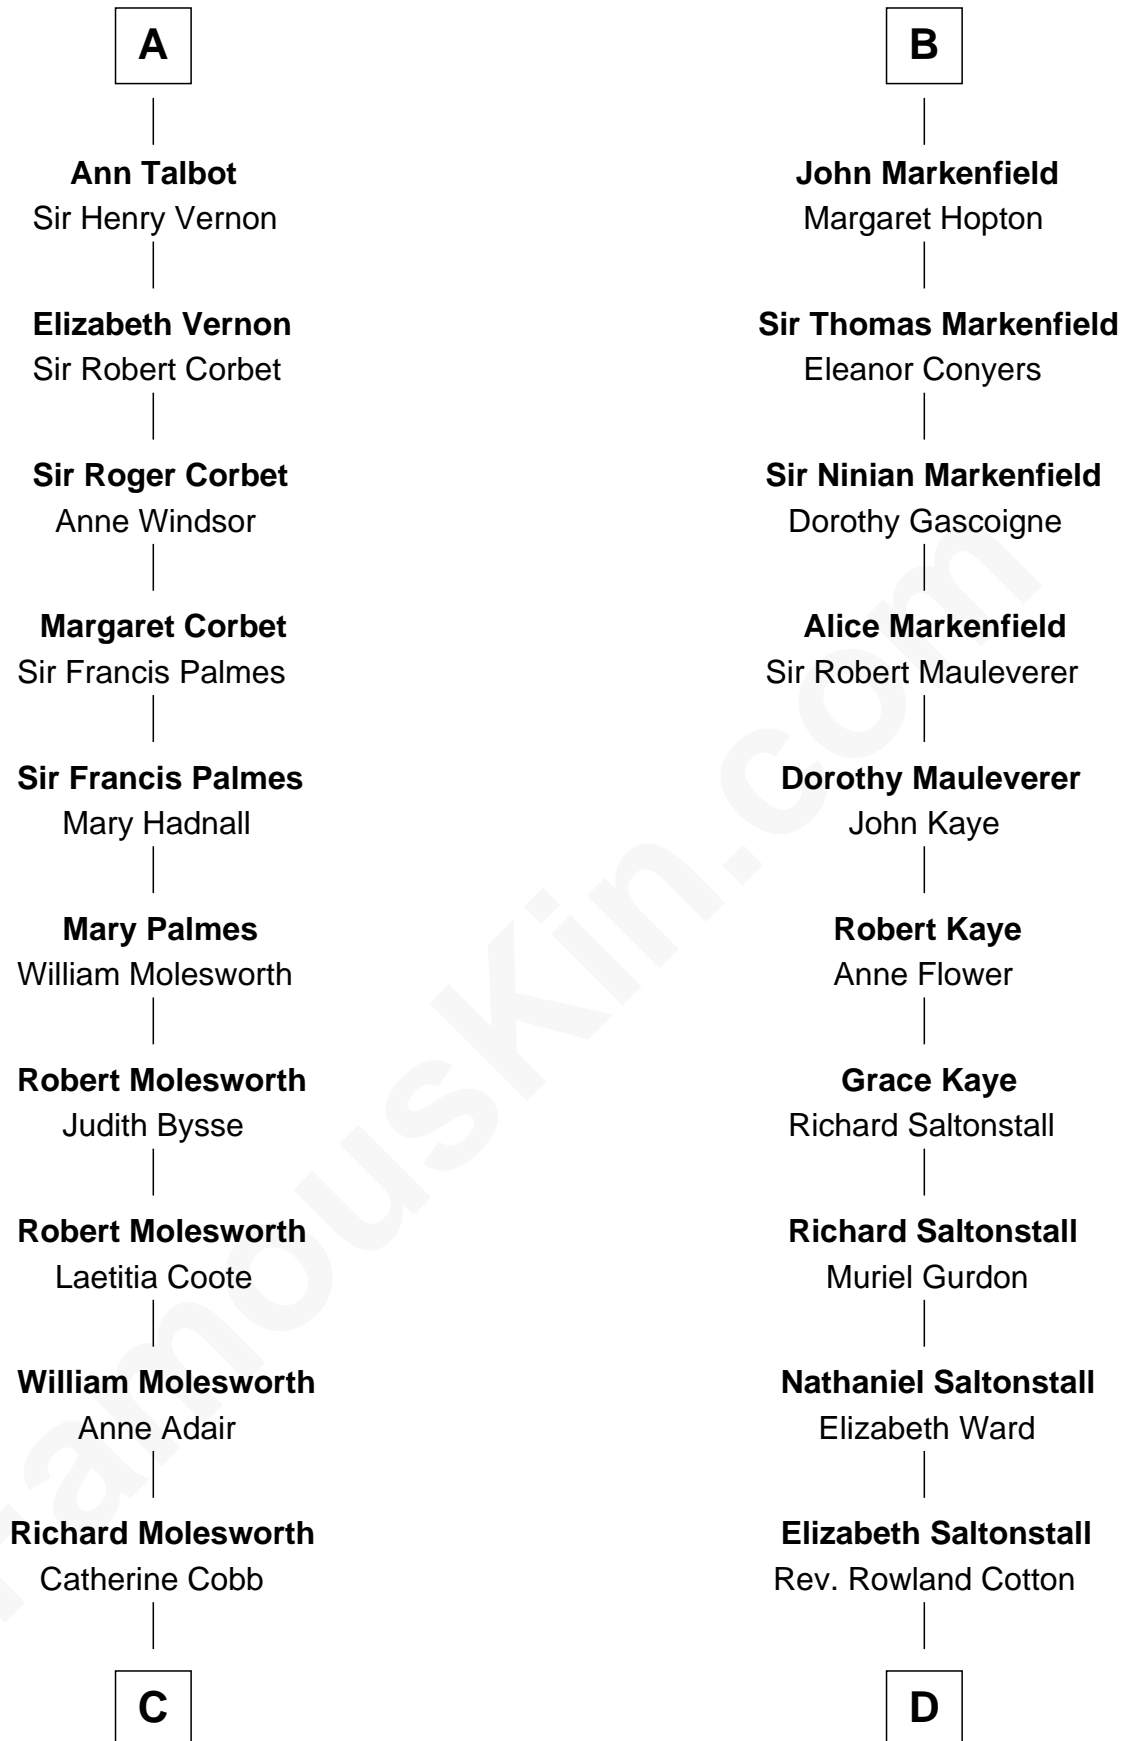 A
Ann Talbot
Sir Henry Vernon
Elizabeth Vernon
Sir Robert Corbet
Sir Roger Corbet
Anne Windsor
Margaret Corbet
Sir Francis Palmes
Sir Francis Palmes
Mary Hadnall
Mary Palmes
William Molesworth
Robert Molesworth
Judith Bysse
Robert Molesworth
Laetitia Coote
William Molesworth
Anne Adair
Richard Molesworth
Catherine Cobb
C
B
John Markenfield
Margaret Hopton
Sir Thomas Markenfield
Eleanor Conyers
Sir Ninian Markenfield
Dorothy Gascoigne
Alice Markenfield
Sir Robert Mauleverer
Dorothy Mauleverer
John Kaye
Robert Kaye
Anne Flower
Grace Kaye
Richard Saltonstall
Richard Saltonstall
Muriel Gurdon
Nathaniel Saltonstall
Elizabeth Ward
Elizabeth Saltonstall
Rev. Rowland Cotton
D
FamousKin.com